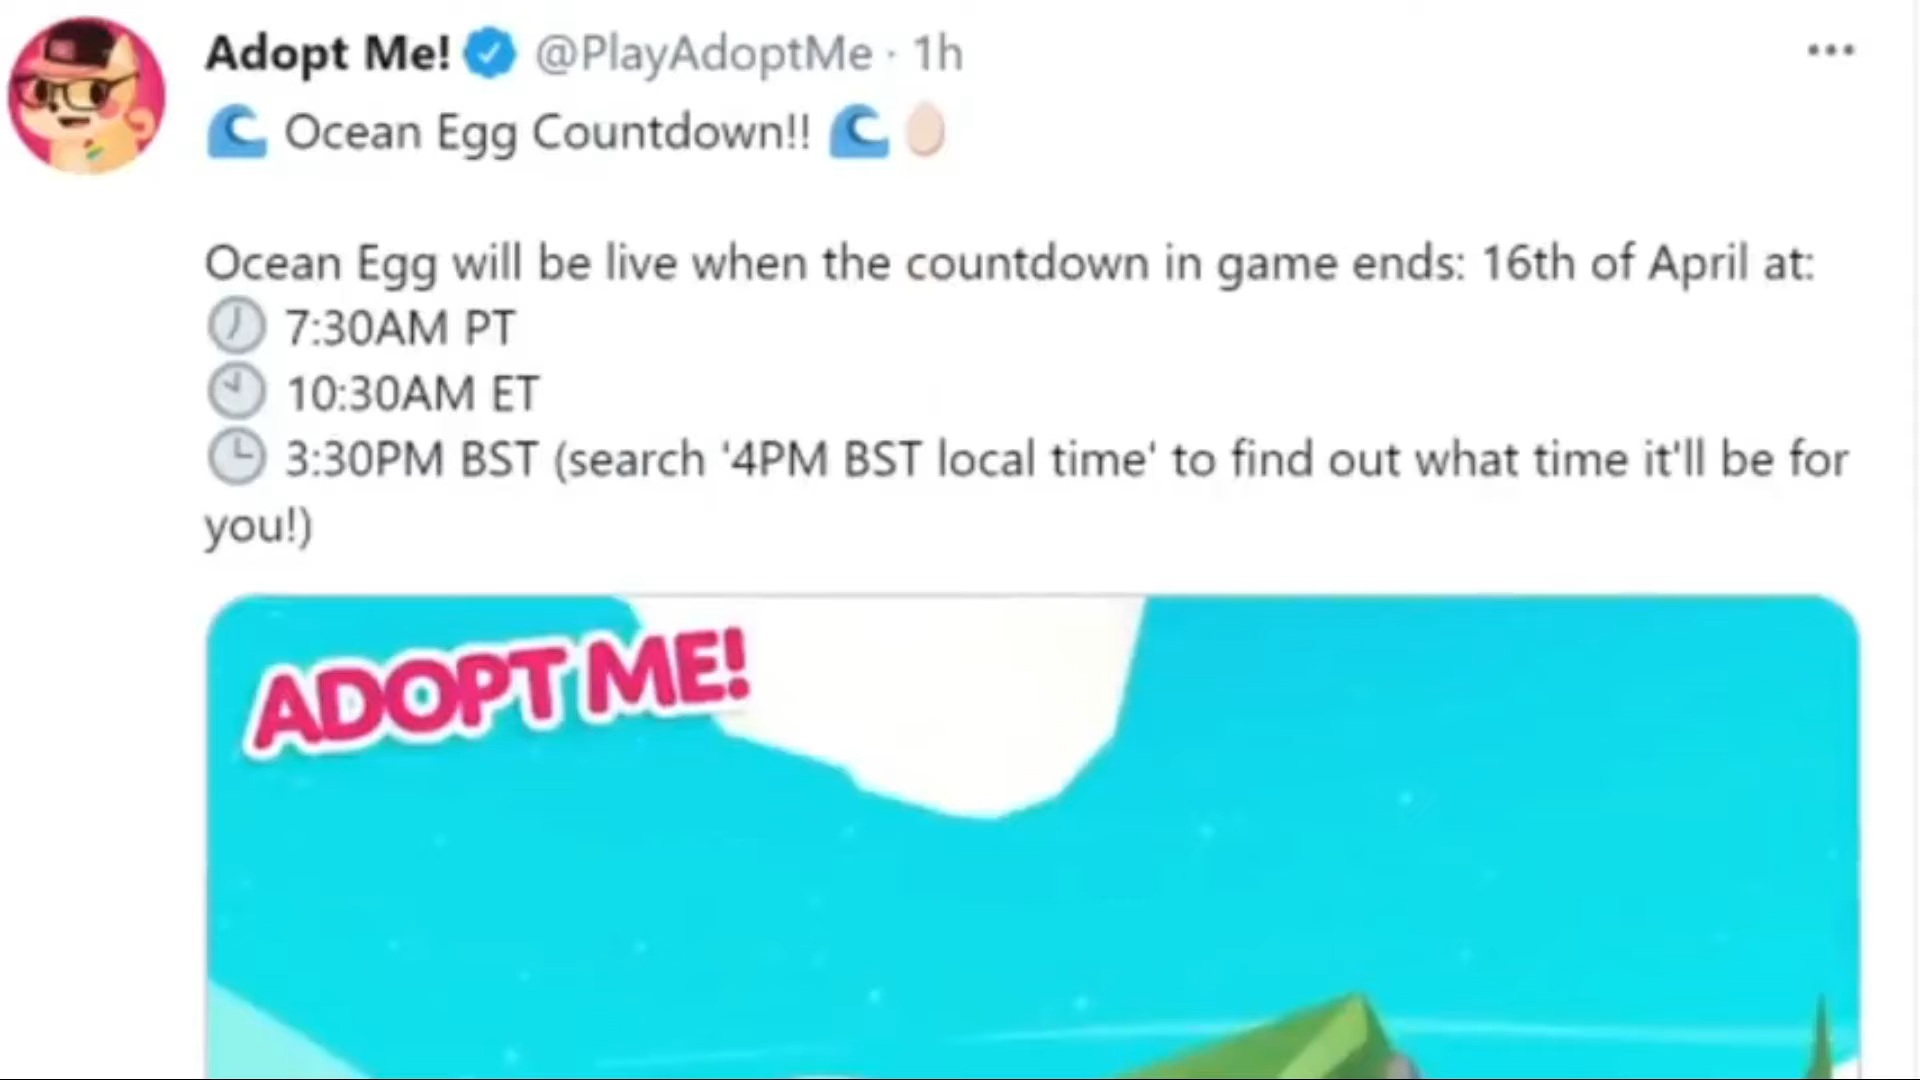 Adopt Me! @PlayAdoptMe · 1h
🌊 Ocean Egg Countdown!! 🌊🥚
Ocean Egg will be live when the countdown in game ends: 16th of April at:
🕖 7:30AM PT
🕙 10:30AM ET
🕒 3:30PM BST (search '4PM BST local time' to find out what time it'll be for
you!)
ADOPT ME!